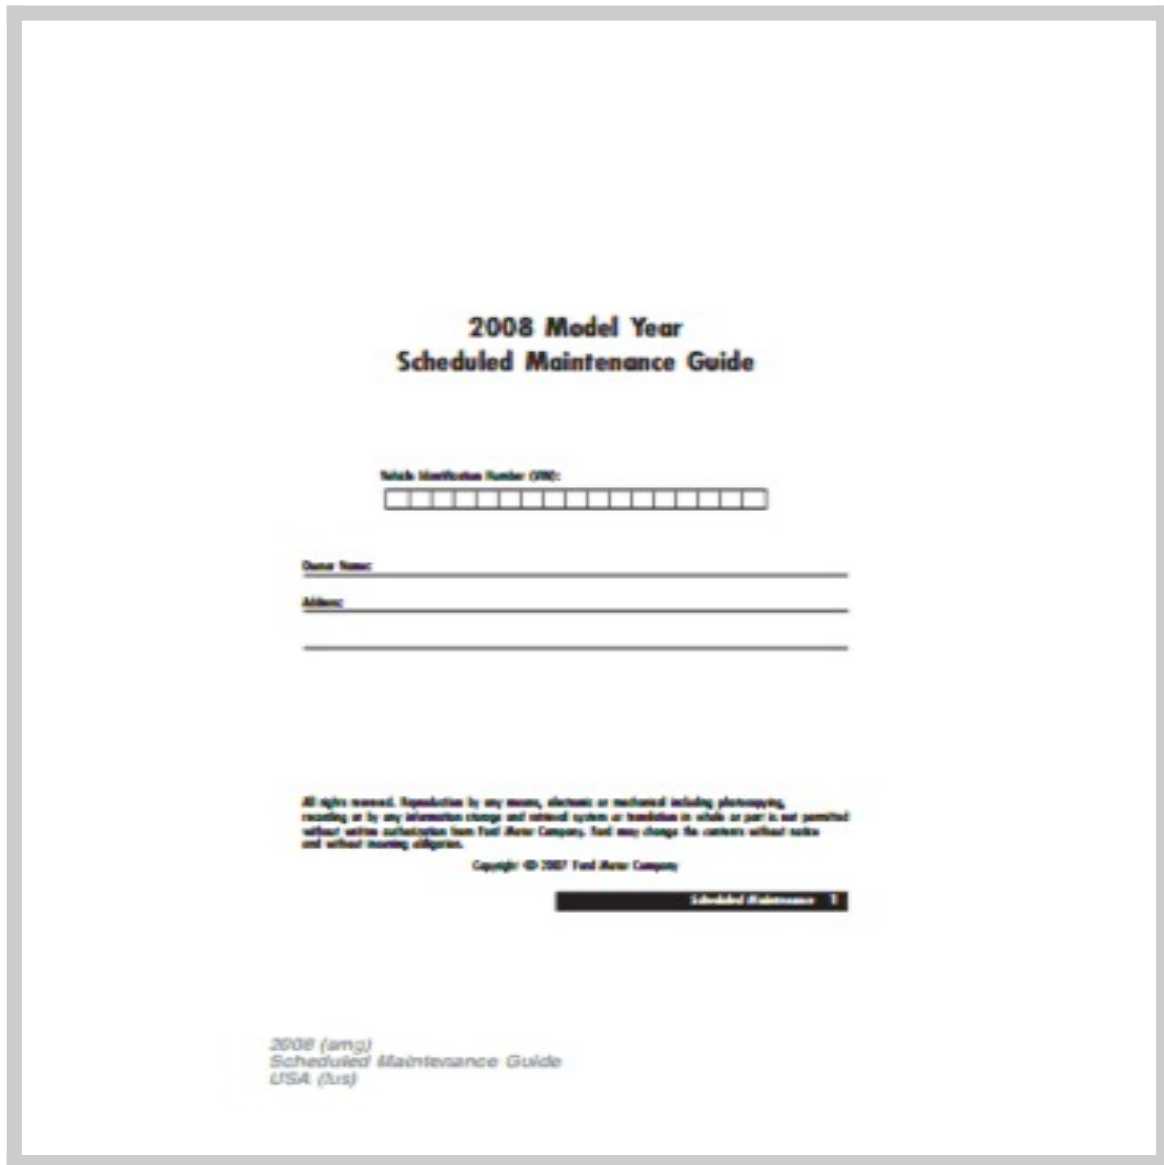 2008 Model Year
Scheduled Maintenance Guide
Vehicle Identification Number (VIN):
Owner Name:
Address:
All rights reserved. Reproduction by any means, electronic or mechanical including photocopying,
recording or by any information storage and retrieval system or translation in whole or part is not permitted
without written authorization from Ford Motor Company. Ford may change the contents without notice
and without incurring obligation.
Copyright © 2007 Ford Motor Company
Scheduled Maintenance 1
2008 (smg)
Scheduled Maintenance Guide
USA (fus)